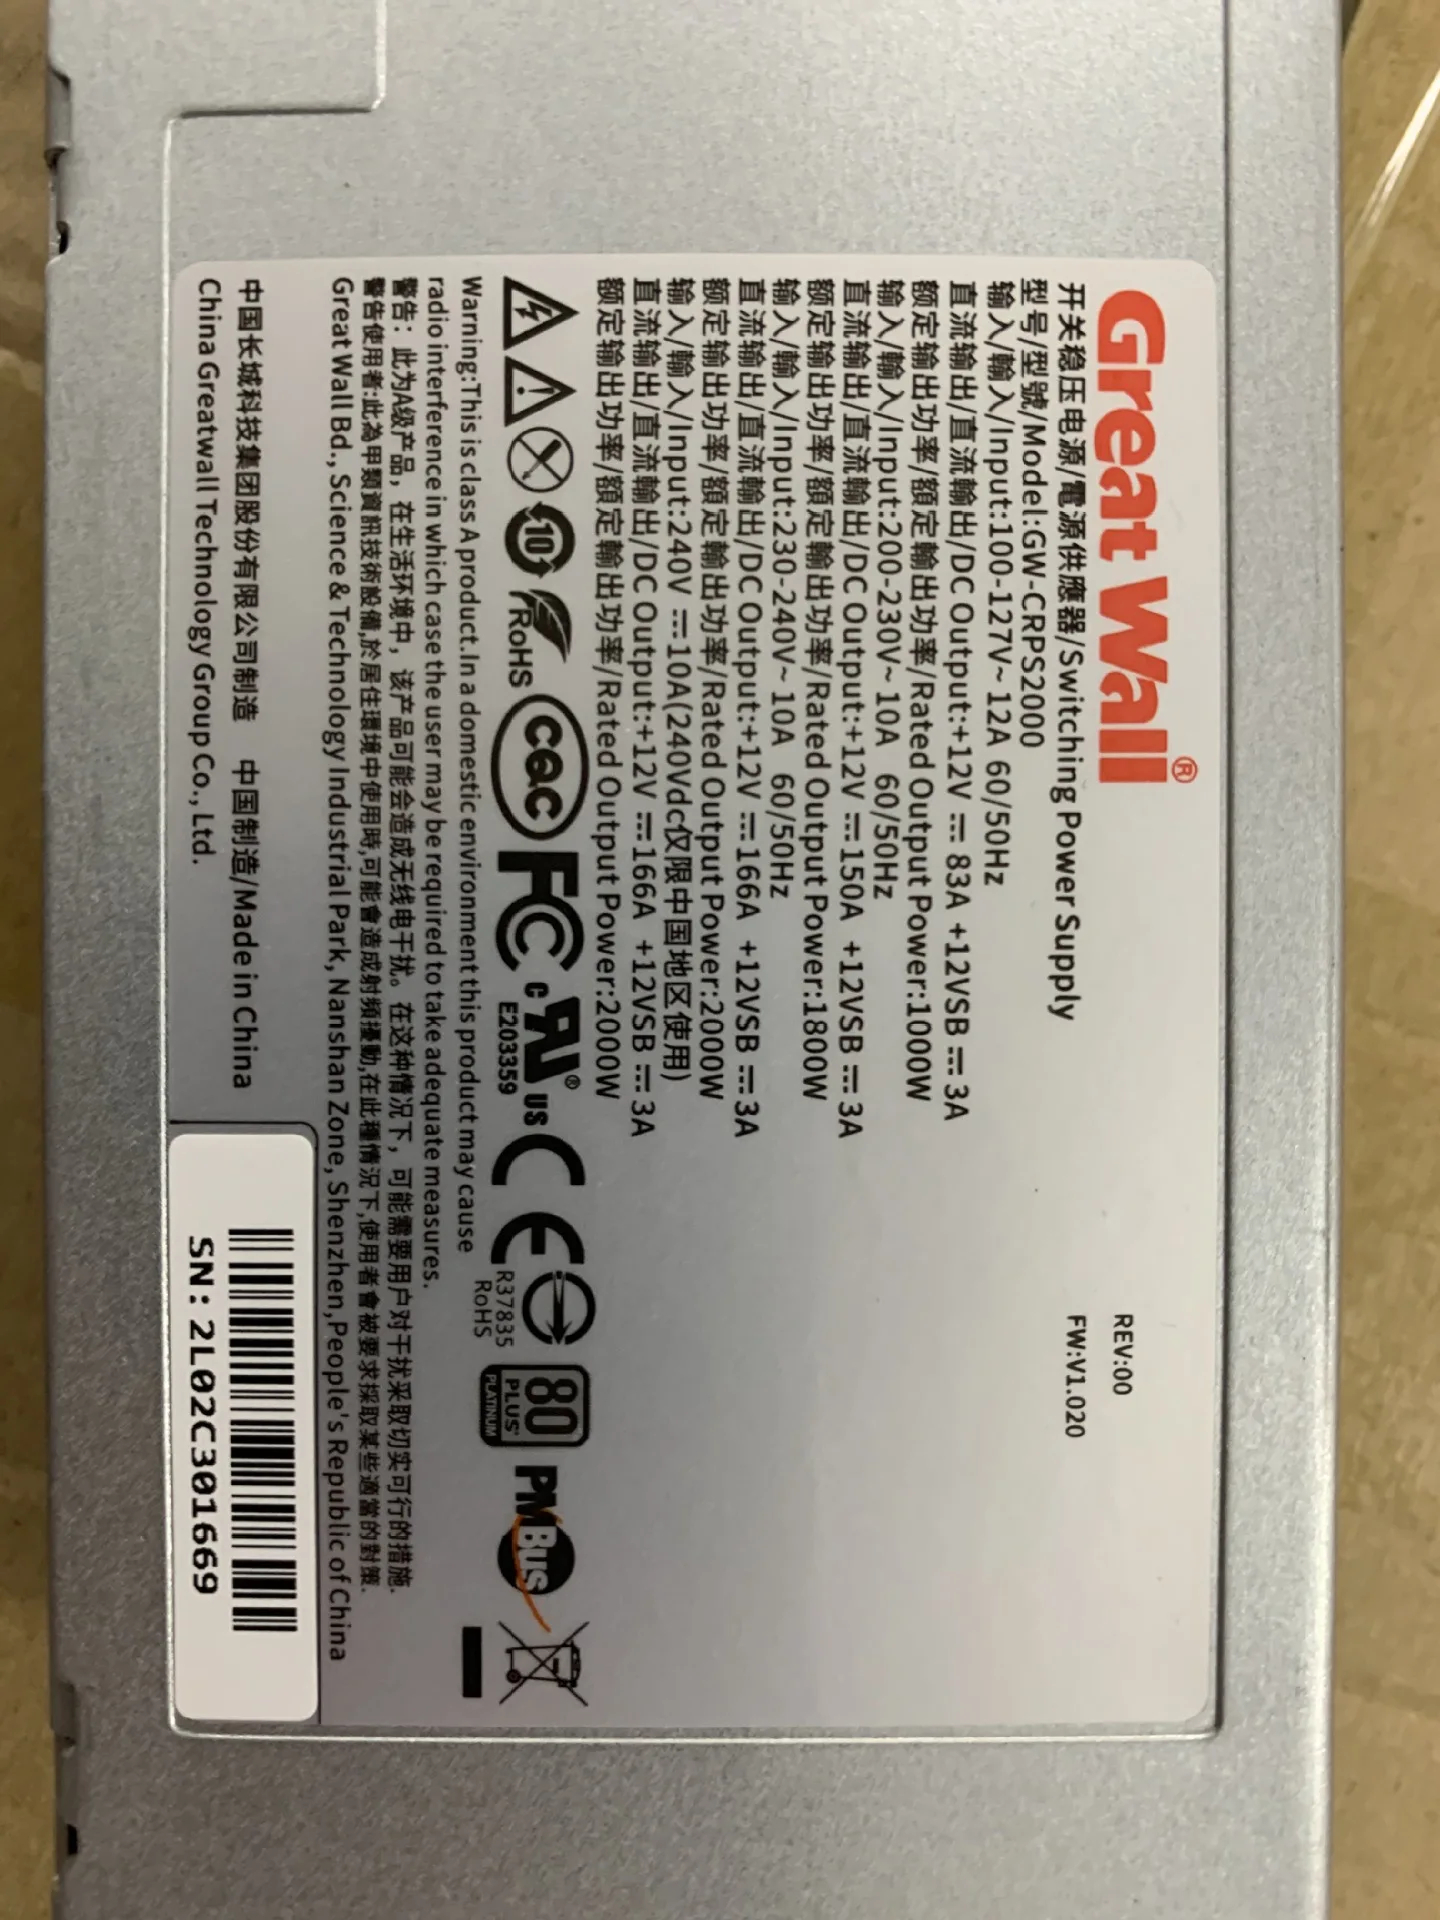 Great Wall®
REV:00
开关稳压电源/電源供應器/Switching Power Supply
FW:V1.020
型号/型號/Model:GW-CRPS2000
输入/輸入/Input:100-127V~ 12A 60/50Hz
直流输出/直流輸出/DC Output:+12V ⎓ 83A +12VSB ⎓ 3A
额定输出功率/額定輸出功率/Rated Output Power:1000W
输入/輸入/Input:200-230V~ 10A 60/50Hz
直流输出/直流輸出/DC Output:+12V ⎓ 150A +12VSB ⎓ 3A
额定输出功率/額定輸出功率/Rated Output Power:1800W
输入/輸入/Input:230-240V~ 10A 60/50Hz
直流输出/直流輸出/DC Output:+12V ⎓ 166A +12VSB ⎓ 3A
额定输出功率/額定輸出功率/Rated Output Power:2000W
输入/輸入/Input:240V ⎓ 10A(240Vdc仅限中国地区使用)
直流输出/直流輸出/DC Output:+12V ⎓ 166A +12VSB ⎓ 3A
额定输出功率/額定輸出功率/Rated Output Power:2000W
10 RoHS cqc FC c UL® US E203359 CE R37835 RoHS 80 PLUS PLATINUM PMBus
Warning:This is class A product.In a domestic environment this product may cause
radio interference in which case the user may be required to take adequate measures.
警告：此为A级产品，在生活环境中，该产品可能会造成无线电干扰。在这种情况下，可能需要用户对干扰采取切实可行的措施.
警告使用者:此為甲類資訊技術設備,於居住環境中使用時,可能會造成射頻擾動,在此種情況下,使用者會被要求採取某些適當的對策.
Great Wall Bd., Science & Technology Industrial Park, Nanshan Zone, Shenzhen,People's Republic of China
中国长城科技集团股份有限公司制造 中国制造/Made in China
China Greatwall Technology Group Co., Ltd.
SN: 2L02C301669